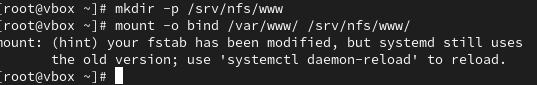 [root@vbox ~]# mkdir -p /srv/nfs/www
[root@vbox ~]# mount -o bind /var/www/ /srv/nfs/www/
mount: (hint) your fstab has been modified, but systemd still uses
the old version; use 'systemctl daemon-reload' to reload.
[root@vbox ~]#